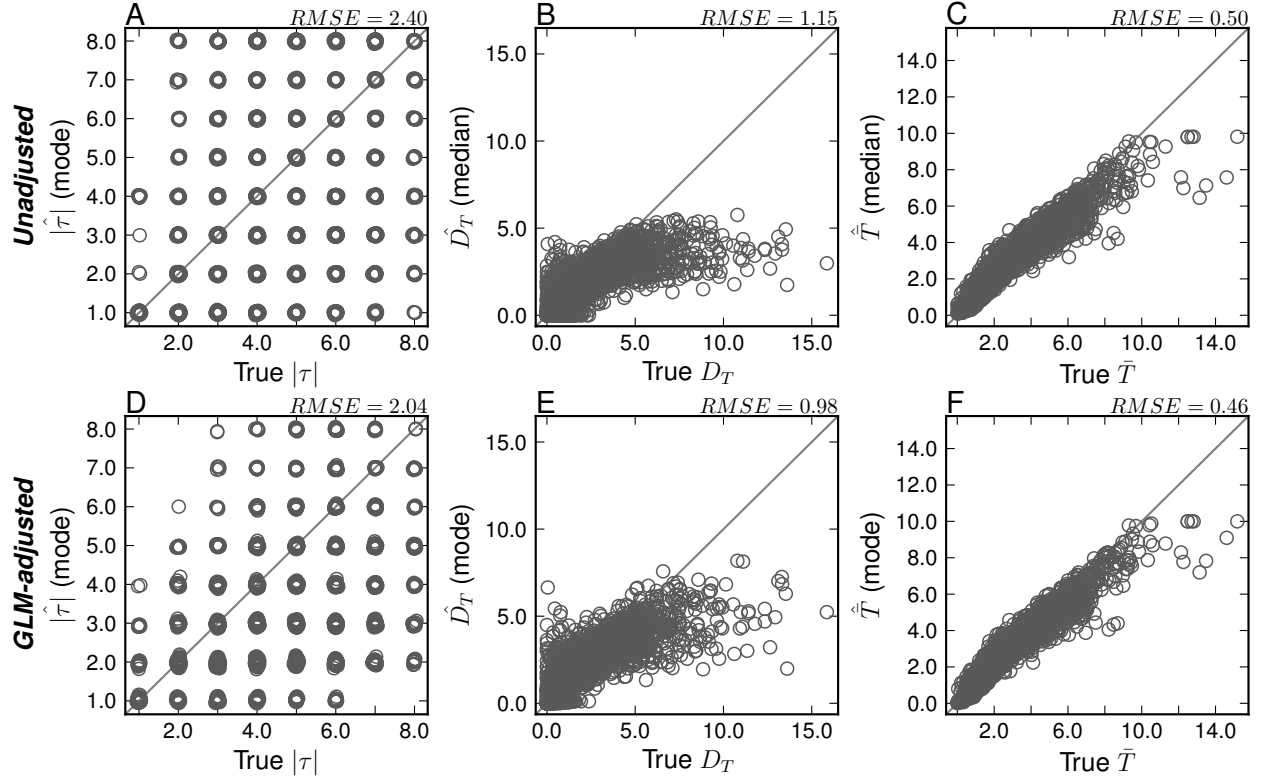 A
RMSE = 2.40
B
RMSE = 1.15
C
RMSE = 0.50
Unadjusted
|τ̂| (mode)
8.0
7.0
6.0
5.0
4.0
3.0
2.0
1.0
2.0 4.0 6.0 8.0
True |τ|
D̂_T (median)
15.0
10.0
5.0
0.0
0.0 5.0 10.0 15.0
True D_T
T̄̂ (median)
14.0
12.0
10.0
8.0
6.0
4.0
2.0
0.0
2.0 6.0 10.0 14.0
True T̄
D
RMSE = 2.04
E
RMSE = 0.98
F
RMSE = 0.46
GLM-adjusted
|τ̂| (mode)
8.0
7.0
6.0
5.0
4.0
3.0
2.0
1.0
2.0 4.0 6.0 8.0
True |τ|
D̂_T (mode)
15.0
10.0
5.0
0.0
0.0 5.0 10.0 15.0
True D_T
T̄̂ (mode)
14.0
12.0
10.0
8.0
6.0
4.0
2.0
0.0
2.0 6.0 10.0 14.0
True T̄